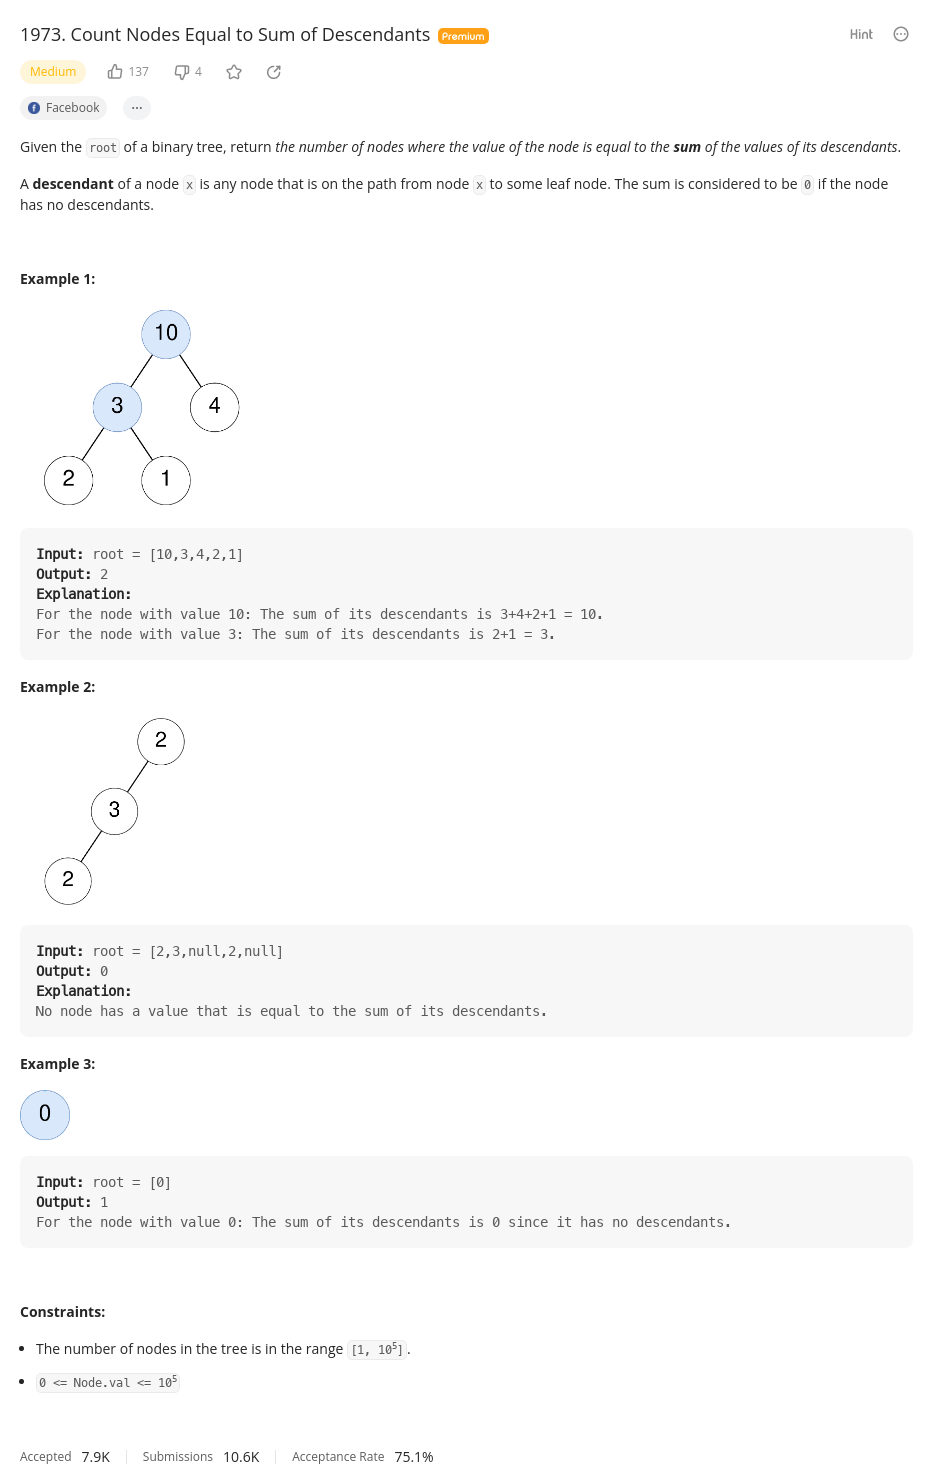 1973. Count Nodes Equal to Sum of Descendants Premium Hint
Medium 137 4
Facebook ...
Given the root of a binary tree, return the number of nodes where the value of the node is equal to the sum of the values of its descendants.
A descendant of a node x is any node that is on the path from node x to some leaf node. The sum is considered to be 0 if the node
has no descendants.
Example 1:
10
3 4
2 1
Input: root = [10,3,4,2,1]
Output: 2
Explanation:
For the node with value 10: The sum of its descendants is 3+4+2+1 = 10.
For the node with value 3: The sum of its descendants is 2+1 = 3.
Example 2:
2
3
2
Input: root = [2,3,null,2,null]
Output: 0
Explanation:
No node has a value that is equal to the sum of its descendants.
Example 3:
0
Input: root = [0]
Output: 1
For the node with value 0: The sum of its descendants is 0 since it has no descendants.
Constraints:
• The number of nodes in the tree is in the range [1, 10⁵].
• 0 <= Node.val <= 10⁵
Accepted 7.9K Submissions 10.6K Acceptance Rate 75.1%